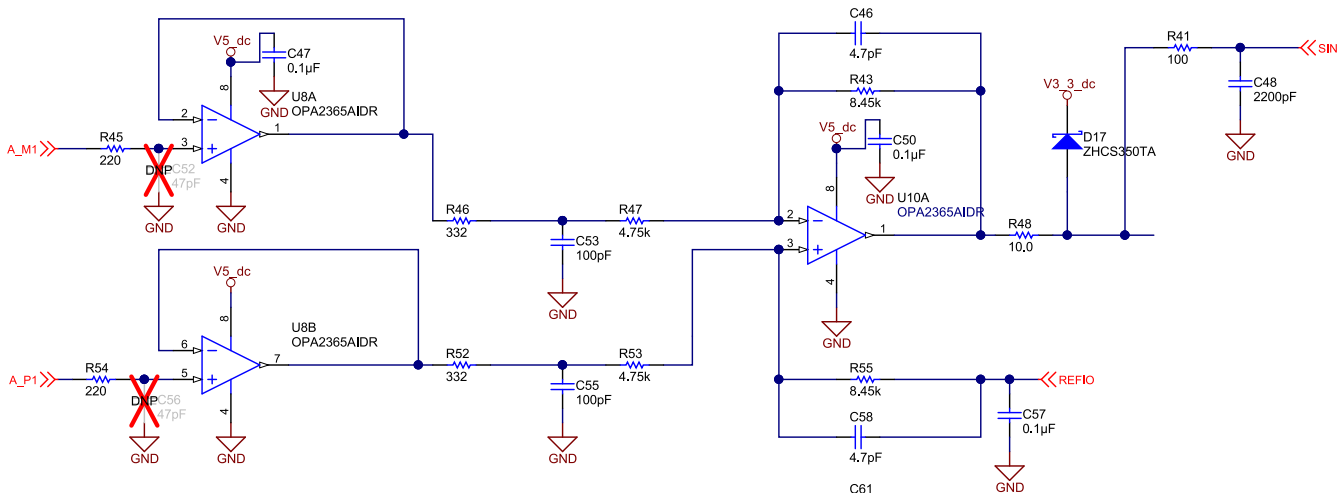 C46
4.7pF
V5_dc
C47
0.1µF
R41
100
SIN
8
GND
U8A
OPA2365AIDR
R43
8.45k
V3_3_dc
C48
2200pF
2
1
V5_dc
C50
0.1µF
D17
ZHCS350TA
GND
A_M1
R45
220
3
DNP
C52
47pF
4
8
GND
U10A
OPA2365AIDR
GND
GND
R46
332
R47
4.75k
2
3
1
R48
10.0
C53
100pF
4
V5_dc
GND
GND
8
U8B
OPA2365AIDR
6
7
R52
332
R53
4.75k
A_P1
R54
220
5
DNP
C56
47pF
4
C55
100pF
R55
8.45k
REFIO
GND
GND
GND
C58
4.7pF
C57
0.1µF
GND
C61